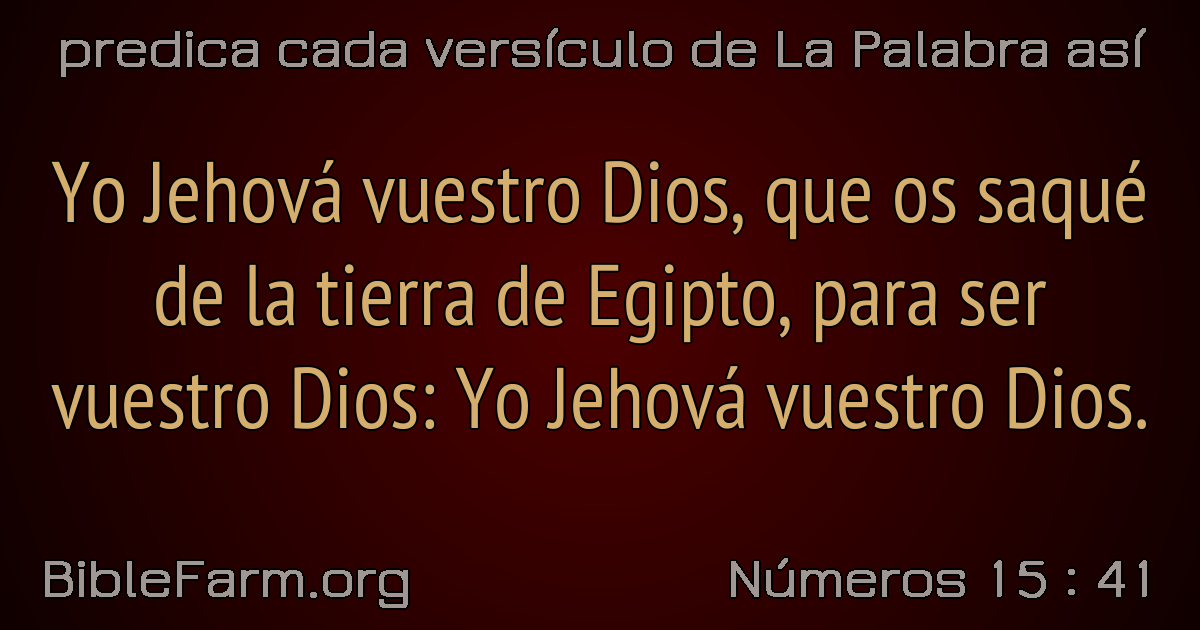 predica cada versículo de La Palabra así
Yo Jehová vuestro Dios, que os saqué
de la tierra de Egipto, para ser
vuestro Dios: Yo Jehová vuestro Dios.
BibleFarm.org
Números 15 : 41